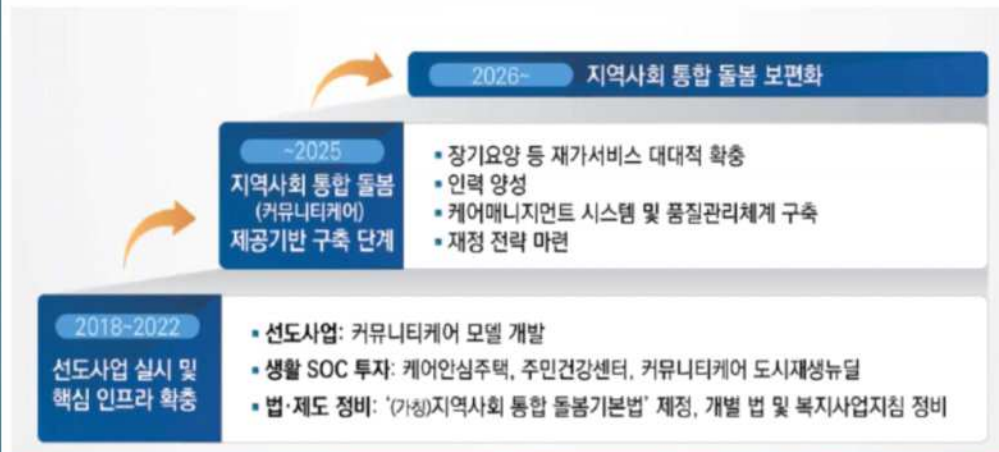 2026~ 지역사회 통합 돌봄 보편화
~2025
지역사회 통합 돌봄
(커뮤니티케어)
제공기반 구축 단계
▪ 장기요양 등 재가서비스 대대적 확충
▪ 인력 양성
▪ 케어매니지먼트 시스템 및 품질관리체계 구축
▪ 재정 전략 마련
2018~2022
선도사업 실시 및
핵심 인프라 확충
▪ 선도사업: 커뮤니티케어 모델 개발
▪ 생활 SOC 투자: 케어안심주택, 주민건강센터, 커뮤니티케어 도시재생뉴딜
▪ 법·제도 정비: '(가칭)지역사회 통합 돌봄기본법' 제정, 개별 법 및 복지사업지침 정비